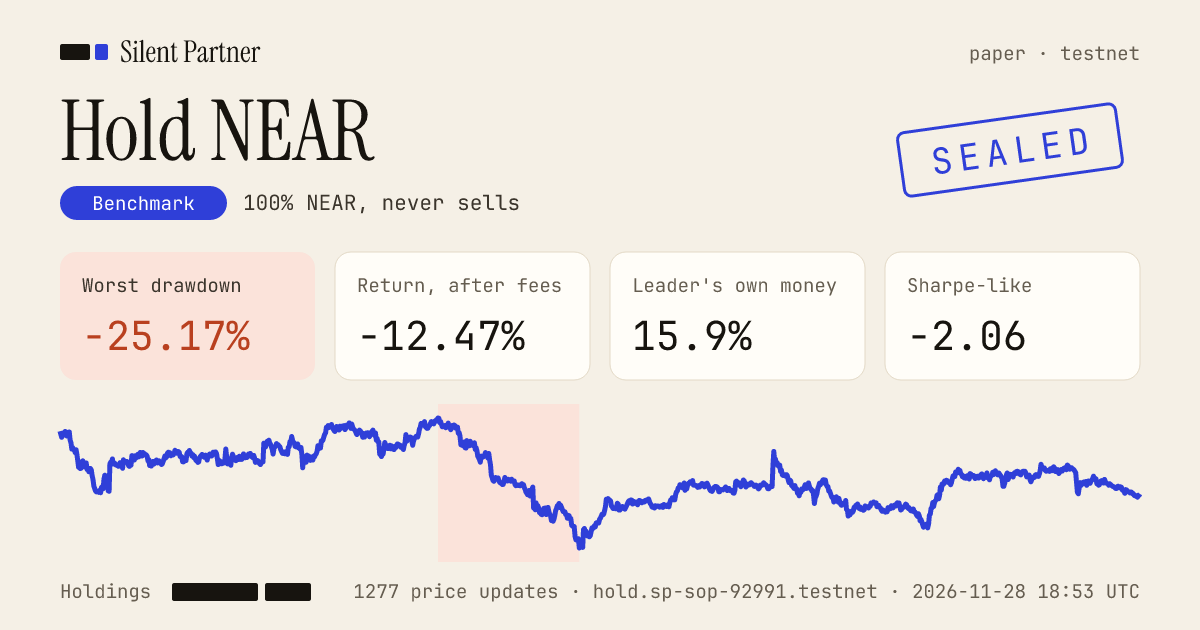 Silent Partner
paper · testnet
Hold NEAR
SEALED
Benchmark
100% NEAR, never sells
Worst drawdown
-25.17%
Return, after fees
-12.47%
Leader's own money
15.9%
Sharpe-like
-2.06
Holdings
1277 price updates · hold.sp-sop-92991.testnet · 2026-11-28 18:53 UTC